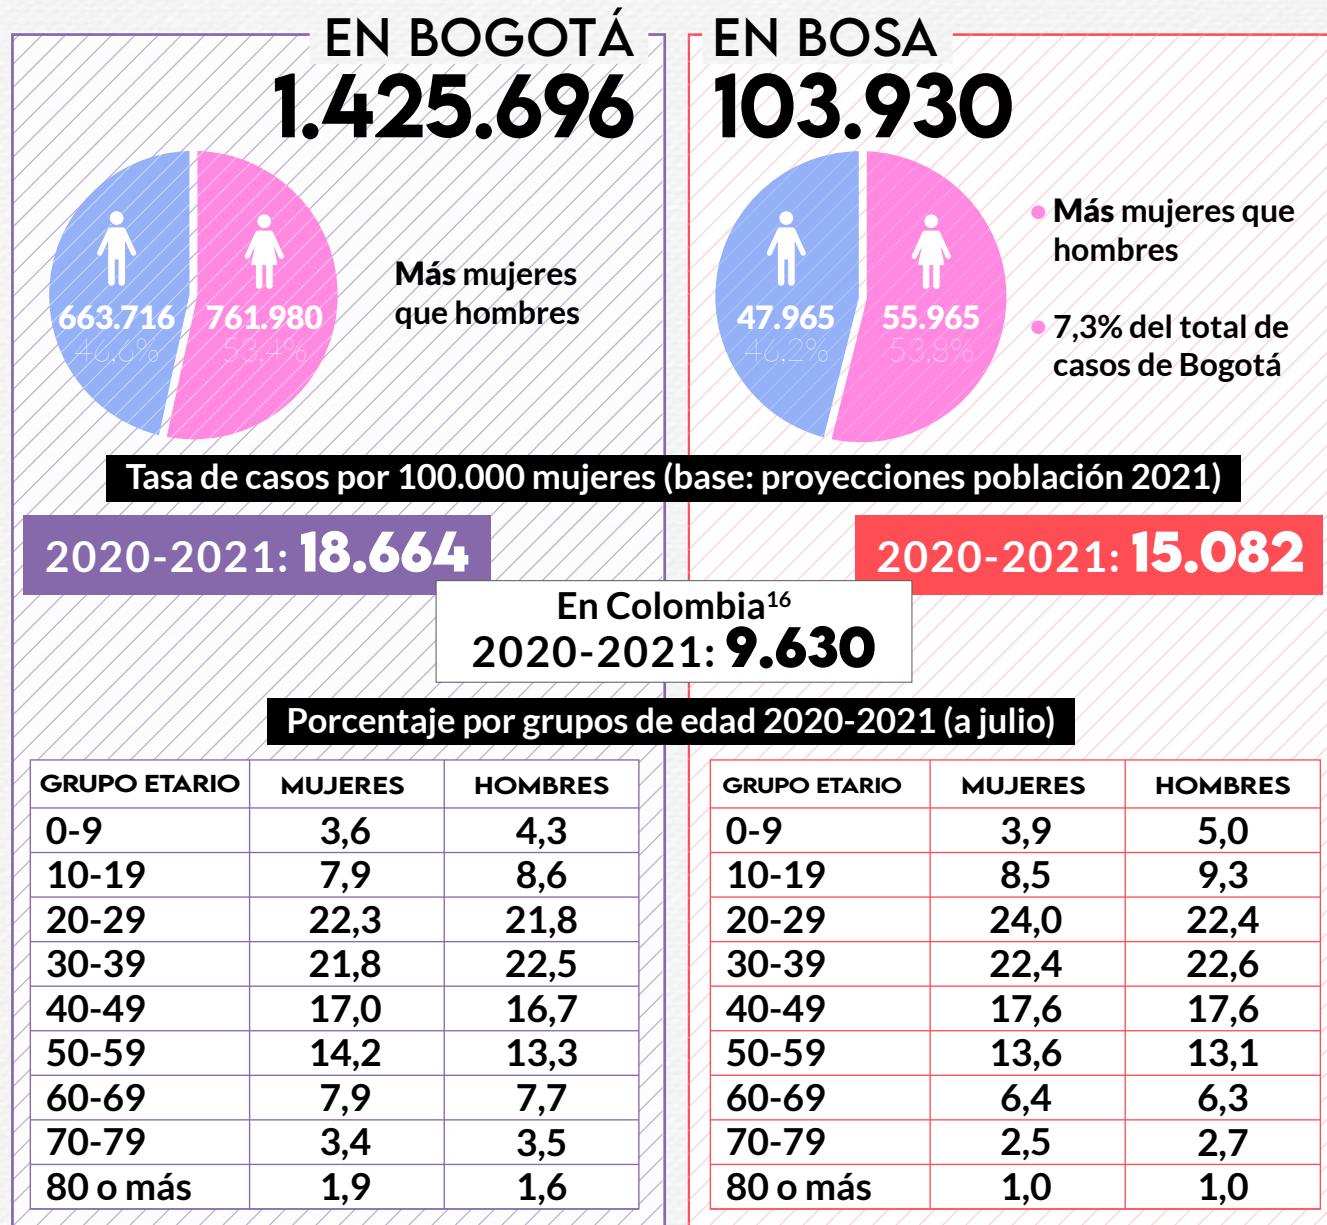 EN BOGOTÁ
1.425.696
663.716
46,6%
761.980
53,4%
Más mujeres
que hombres
EN BOSA
103.930
47.965
46,2%
55.965
53,8%
Más mujeres que
hombres
7,3% del total de
casos de Bogotá
Tasa de casos por 100.000 mujeres (base: proyecciones población 2021)
2020-2021: 18.664
2020-2021: 15.082
En Colombia16
2020-2021: 9.630
Porcentaje por grupos de edad 2020-2021 (a julio)
GRUPO ETARIO MUJERES HOMBRES
0-9 3,6 4,3
10-19 7,9 8,6
20-29 22,3 21,8
30-39 21,8 22,5
40-49 17,0 16,7
50-59 14,2 13,3
60-69 7,9 7,7
70-79 3,4 3,5
80 o más 1,9 1,6
GRUPO ETARIO MUJERES HOMBRES
0-9 3,9 5,0
10-19 8,5 9,3
20-29 24,0 22,4
30-39 22,4 22,6
40-49 17,6 17,6
50-59 13,6 13,1
60-69 6,4 6,3
70-79 2,5 2,7
80 o más 1,0 1,0